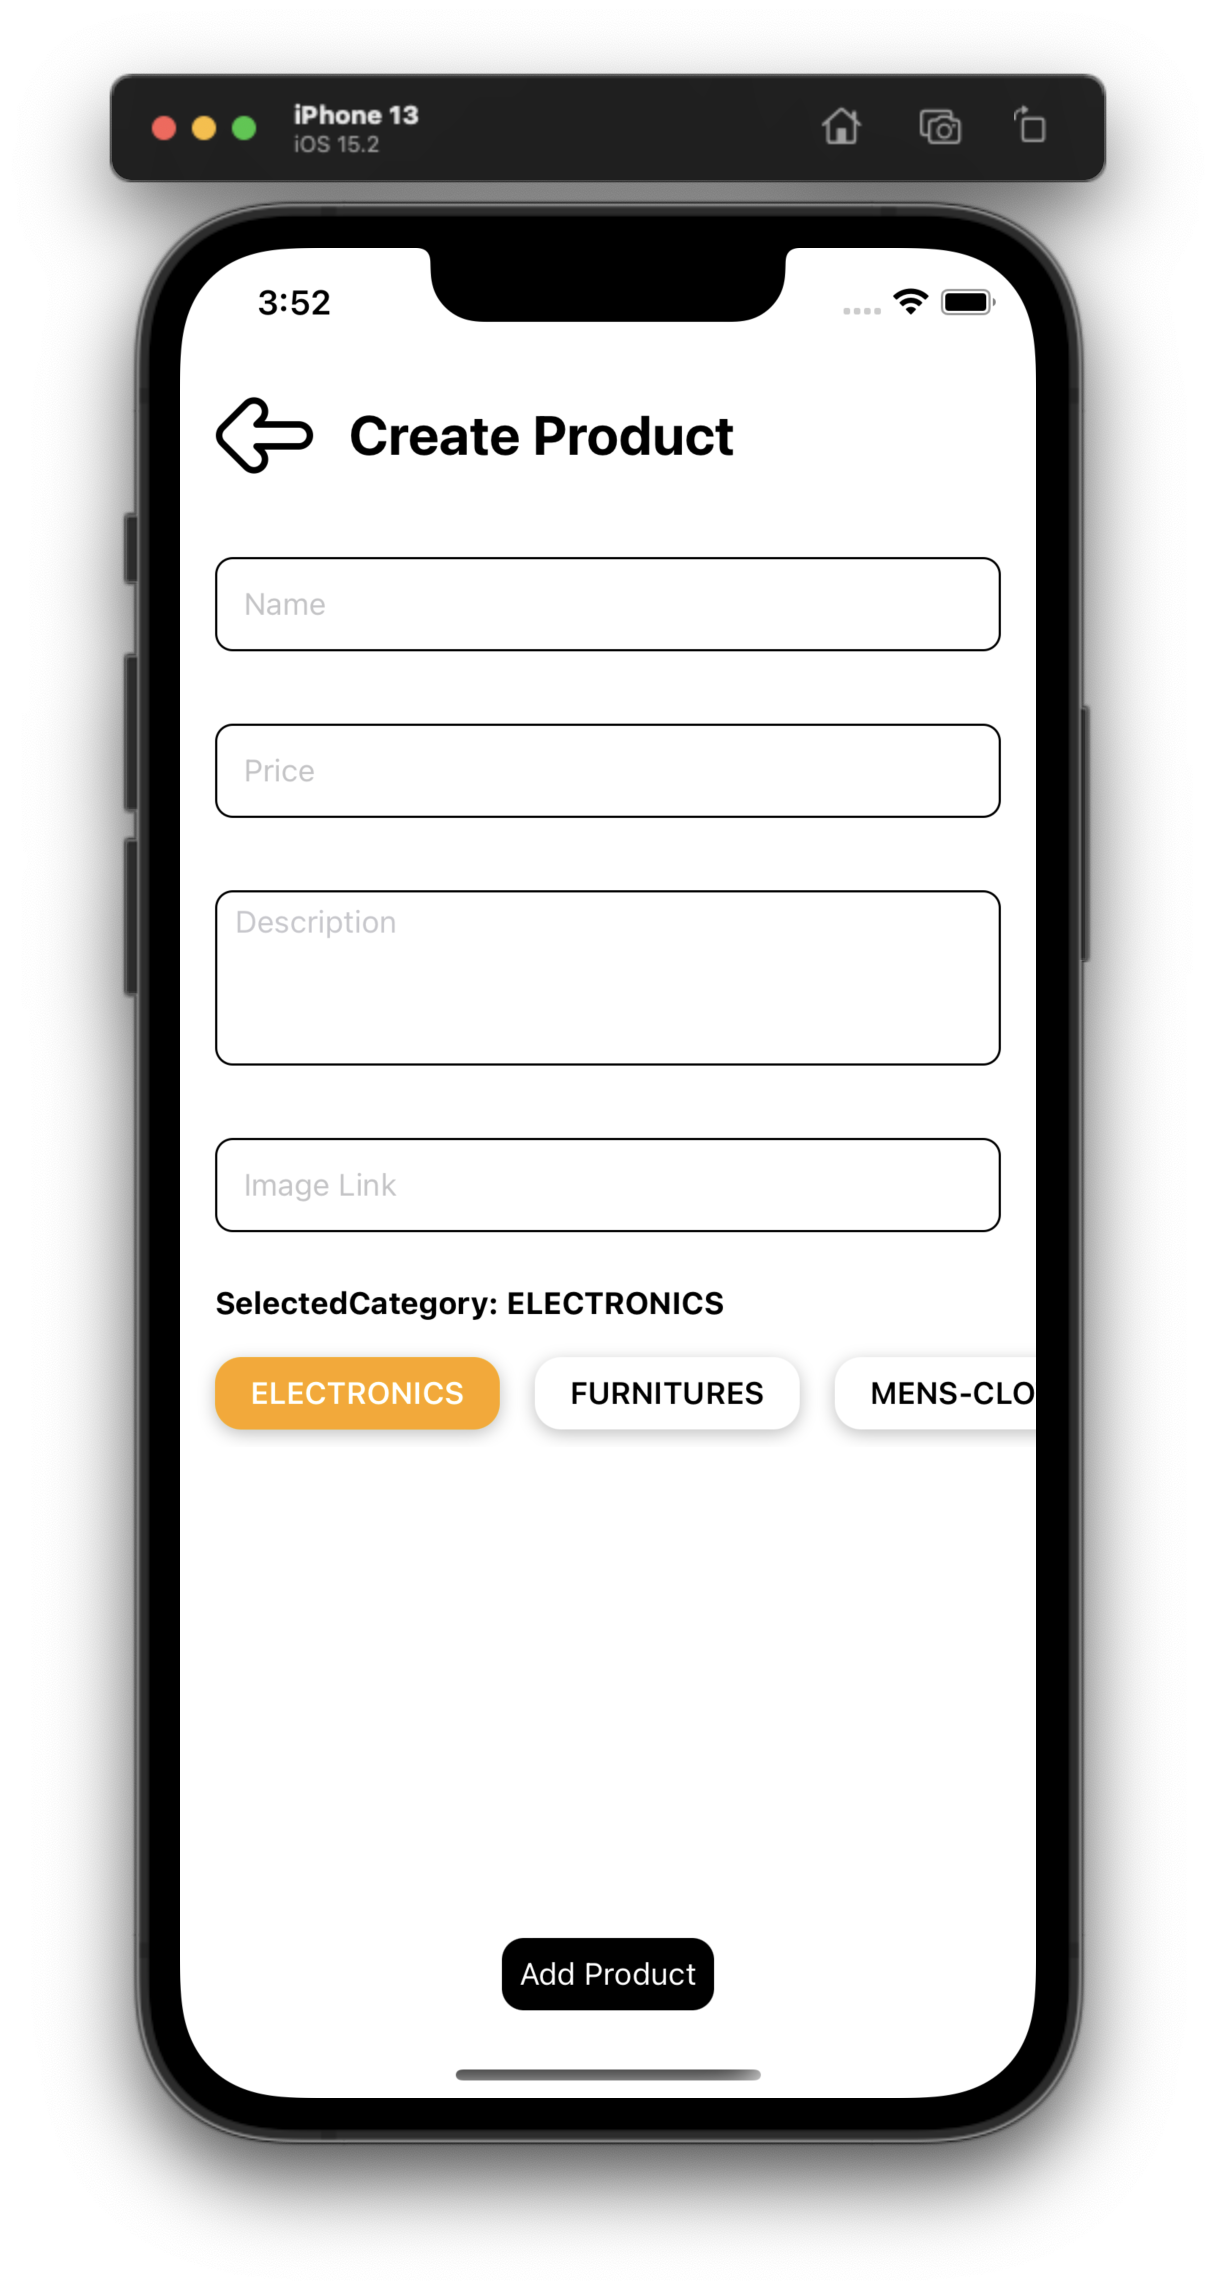 iPhone 13
iOS 15.2
3:52
Create Product
Name
Price
Description
Image Link
SelectedCategory: ELECTRONICS
ELECTRONICS FURNITURES MENS-CLO
Add Product